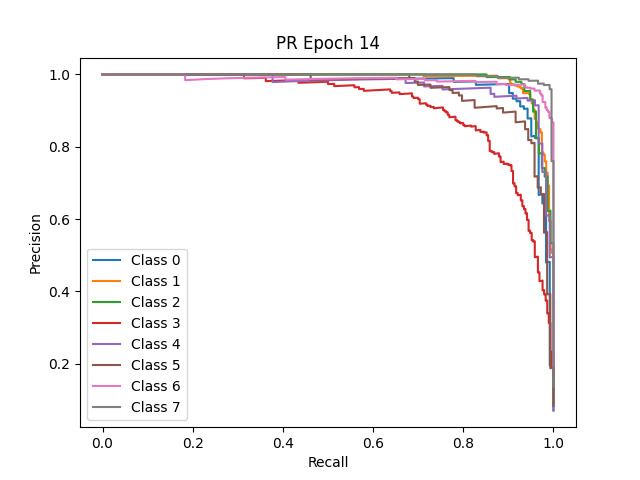 PR Epoch 14
1.0
0.8
0.6
0.4
0.2
Precision
Class 0
Class 1
Class 2
Class 3
Class 4
Class 5
Class 6
Class 7
0.0 0.2 0.4 0.6 0.8 1.0
Recall